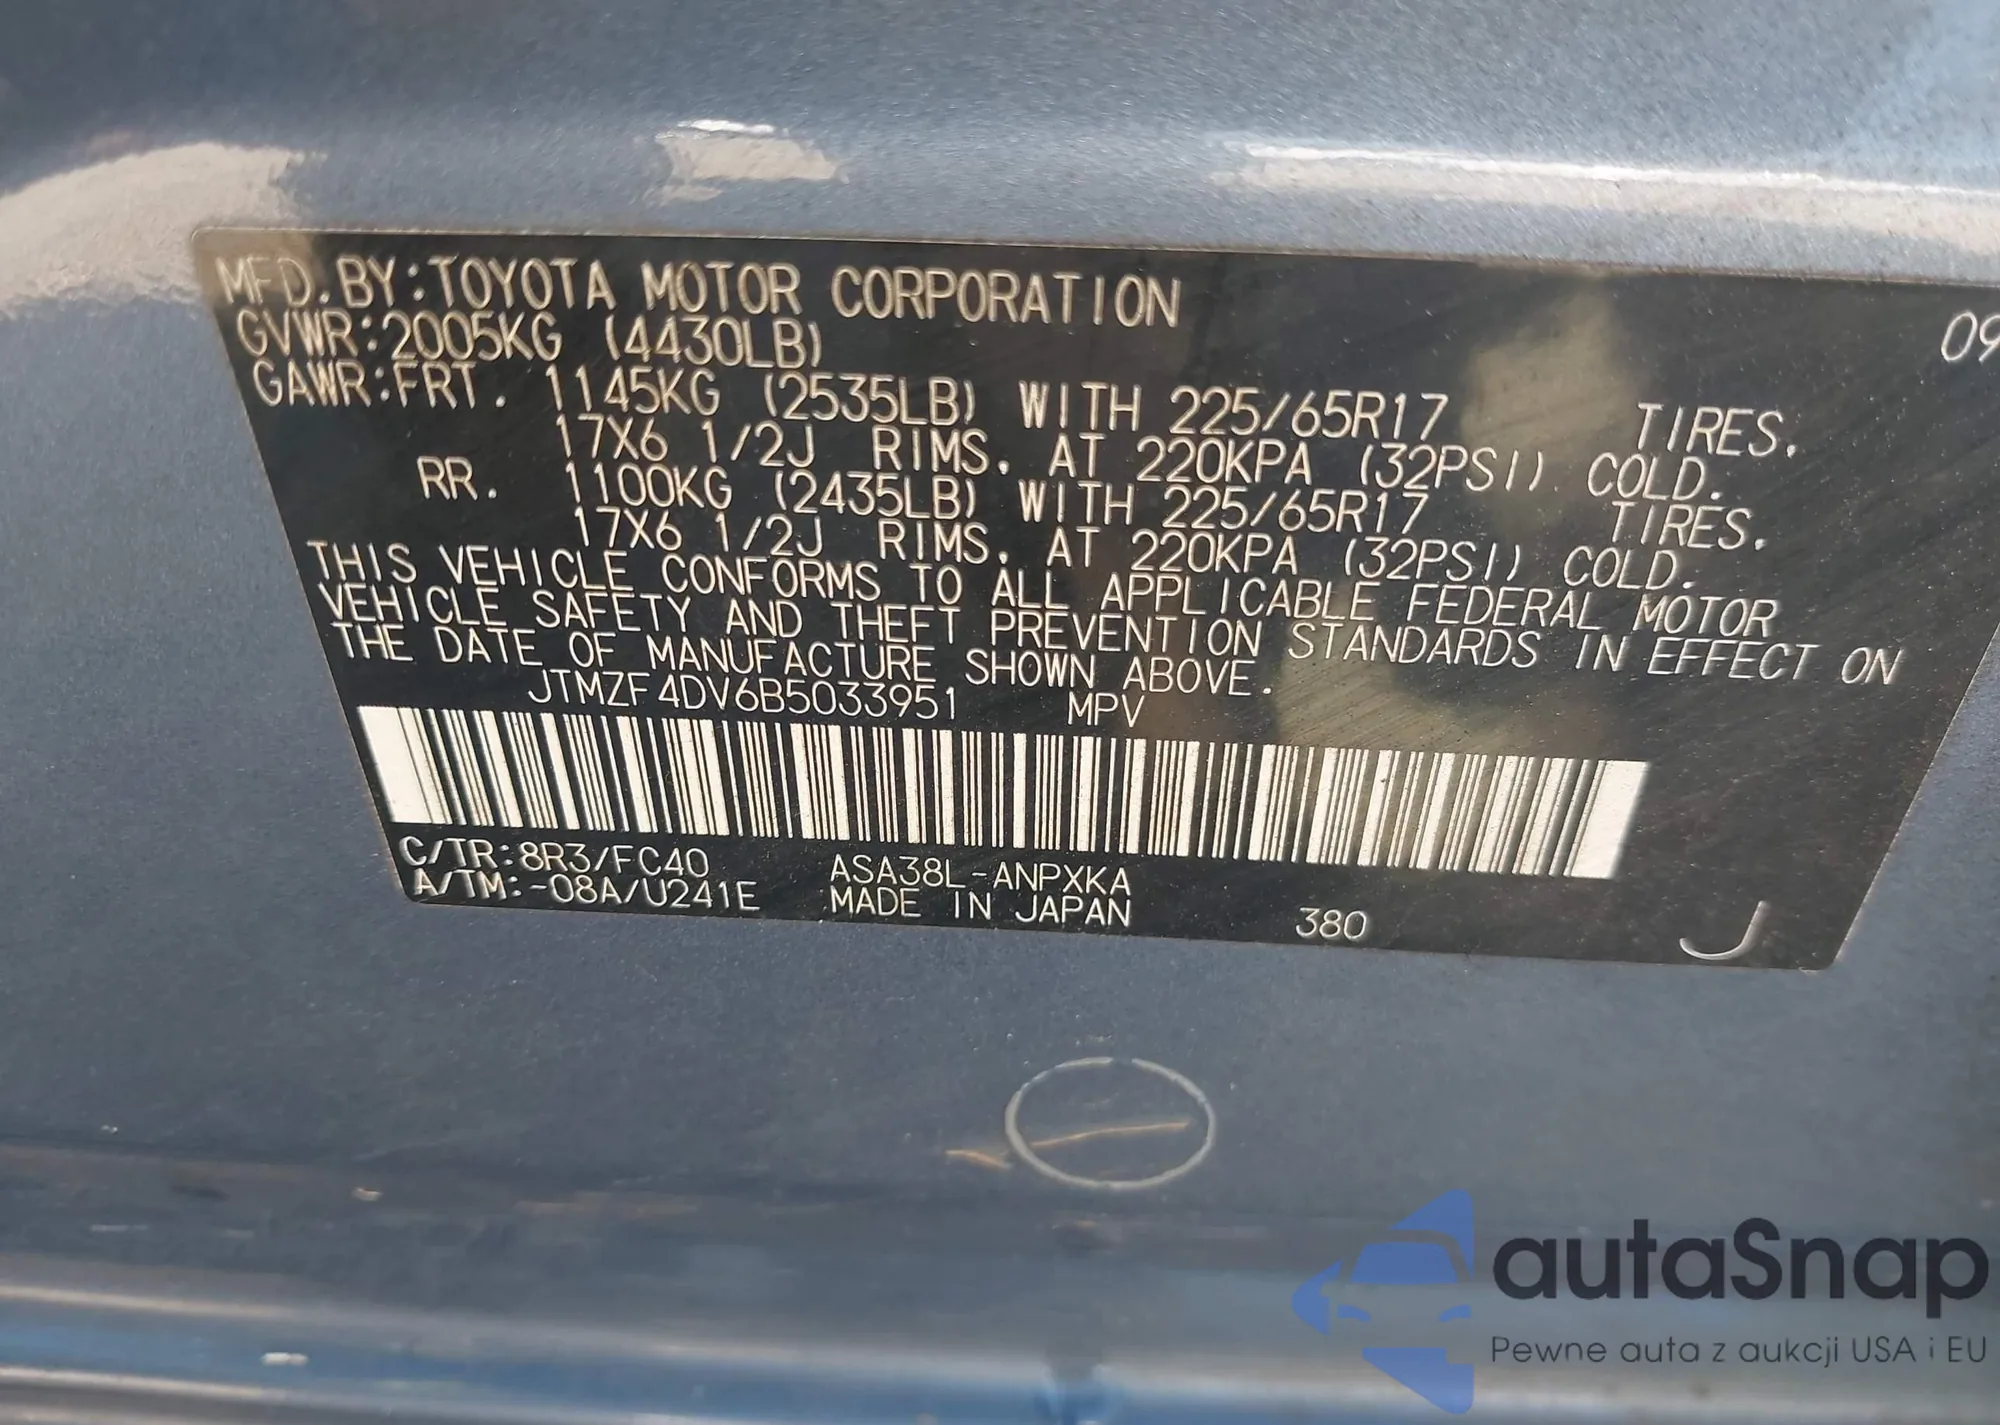 MFD. BY: TOYOTA MOTOR CORPORATION 09
GVWR: 2005KG (4430LB)
GAWR: FRT. 1145KG (2535LB) WITH 225/65R17 TIRES.
17X6 1/2J RIMS, AT 220KPA (32PSI) COLD.
RR. 1100KG (2435LB) WITH 225/65R17 TIRES.
17X6 1/2J RIMS, AT 220KPA (32PSI) COLD.
THIS VEHICLE CONFORMS TO ALL APPLICABLE FEDERAL MOTOR
VEHICLE SAFETY AND THEFT PREVENTION STANDARDS IN EFFECT ON
THE DATE OF MANUFACTURE SHOWN ABOVE.
JTMZF4DV6B5033951 MPV
C/TR: 8R3/FC40 ASA38L-ANPXKA
A/TM: -08A/U241E MADE IN JAPAN 380 J
autaSnap
Pewne auta z aukcji USA i EU